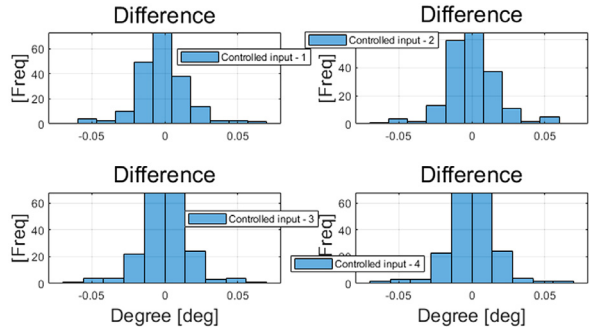 Difference
[Freq]
60
40
20
0
-0.05
0
0.05
Controlled input - 1
Difference
60
40
20
0
-0.05
0
0.05
Controlled input - 2
Difference
[Freq]
60
40
20
0
-0.05
0
0.05
Degree [deg]
Controlled input - 3
Difference
60
40
20
0
-0.05
0
0.05
Degree [deg]
Controlled input - 4